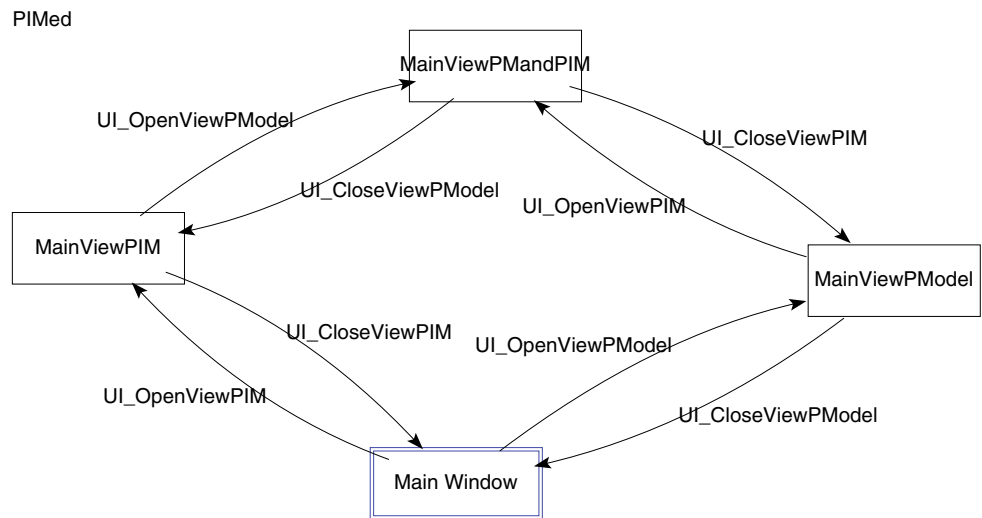 PIMed
MainViewPMandPIM
UI_OpenViewPModel
UI_CloseViewPIM
UI_CloseViewPModel
UI_OpenViewPIM
MainViewPIM
MainViewPModel
UI_CloseViewPIM
UI_OpenViewPModel
UI_OpenViewPIM
UI_CloseViewPModel
Main Window